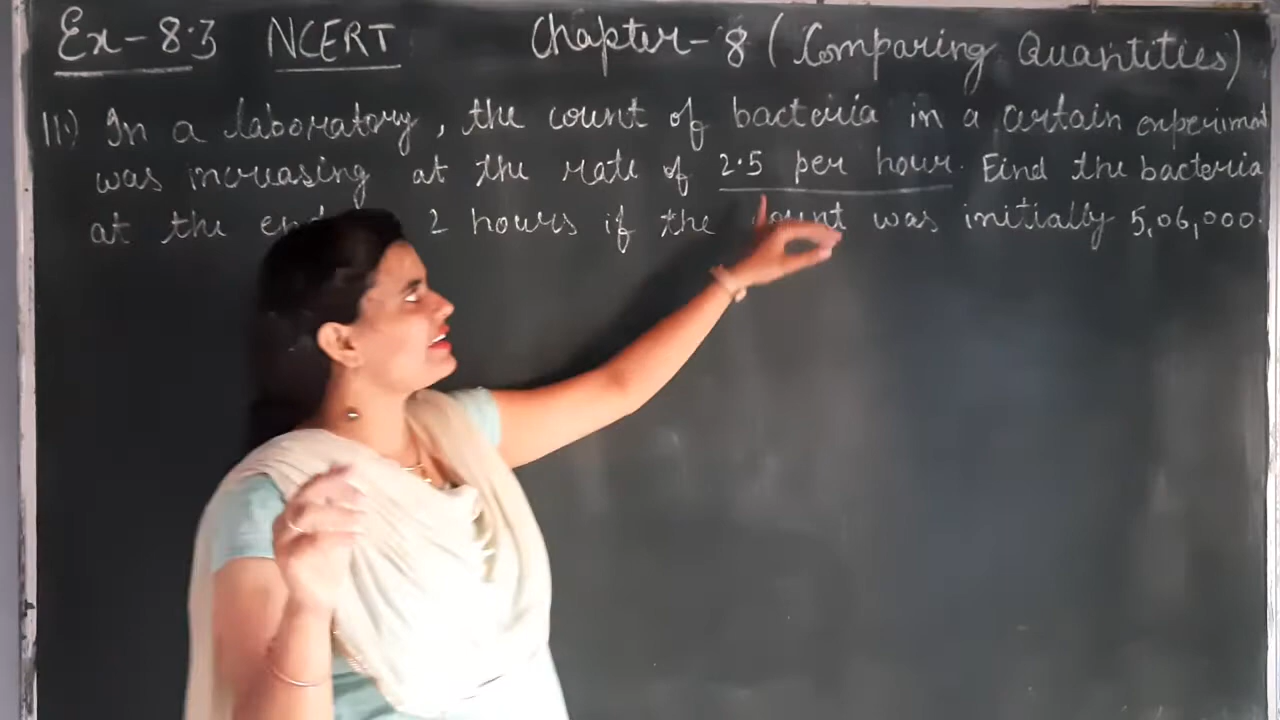 Ex-8.3 NCERT Chapter-8 (Comparing Quantities)
11.) In a laboratory, the count of bacteria in a certain experiment
was increasing at the rate of 2.5 per hour. Find the bacteria
at the 2 hours if the count was initially 5,06,000.